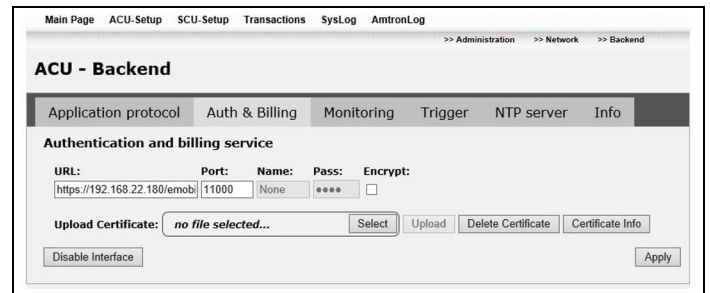 Main Page ACU-Setup SCU-Setup Transactions SysLog AmtronLog
>> Administration >> Network >> Backend
ACU - Backend
Application protocol Auth & Billing Monitoring Trigger NTP server Info
Authentication and billing service
URL: Port: Name: Pass: Encrypt:
https://192.168.22.180/emobi 11000 None ●●●●
Upload Certificate: no file selected... Select Upload Delete Certificate Certificate Info
Disable Interface Apply